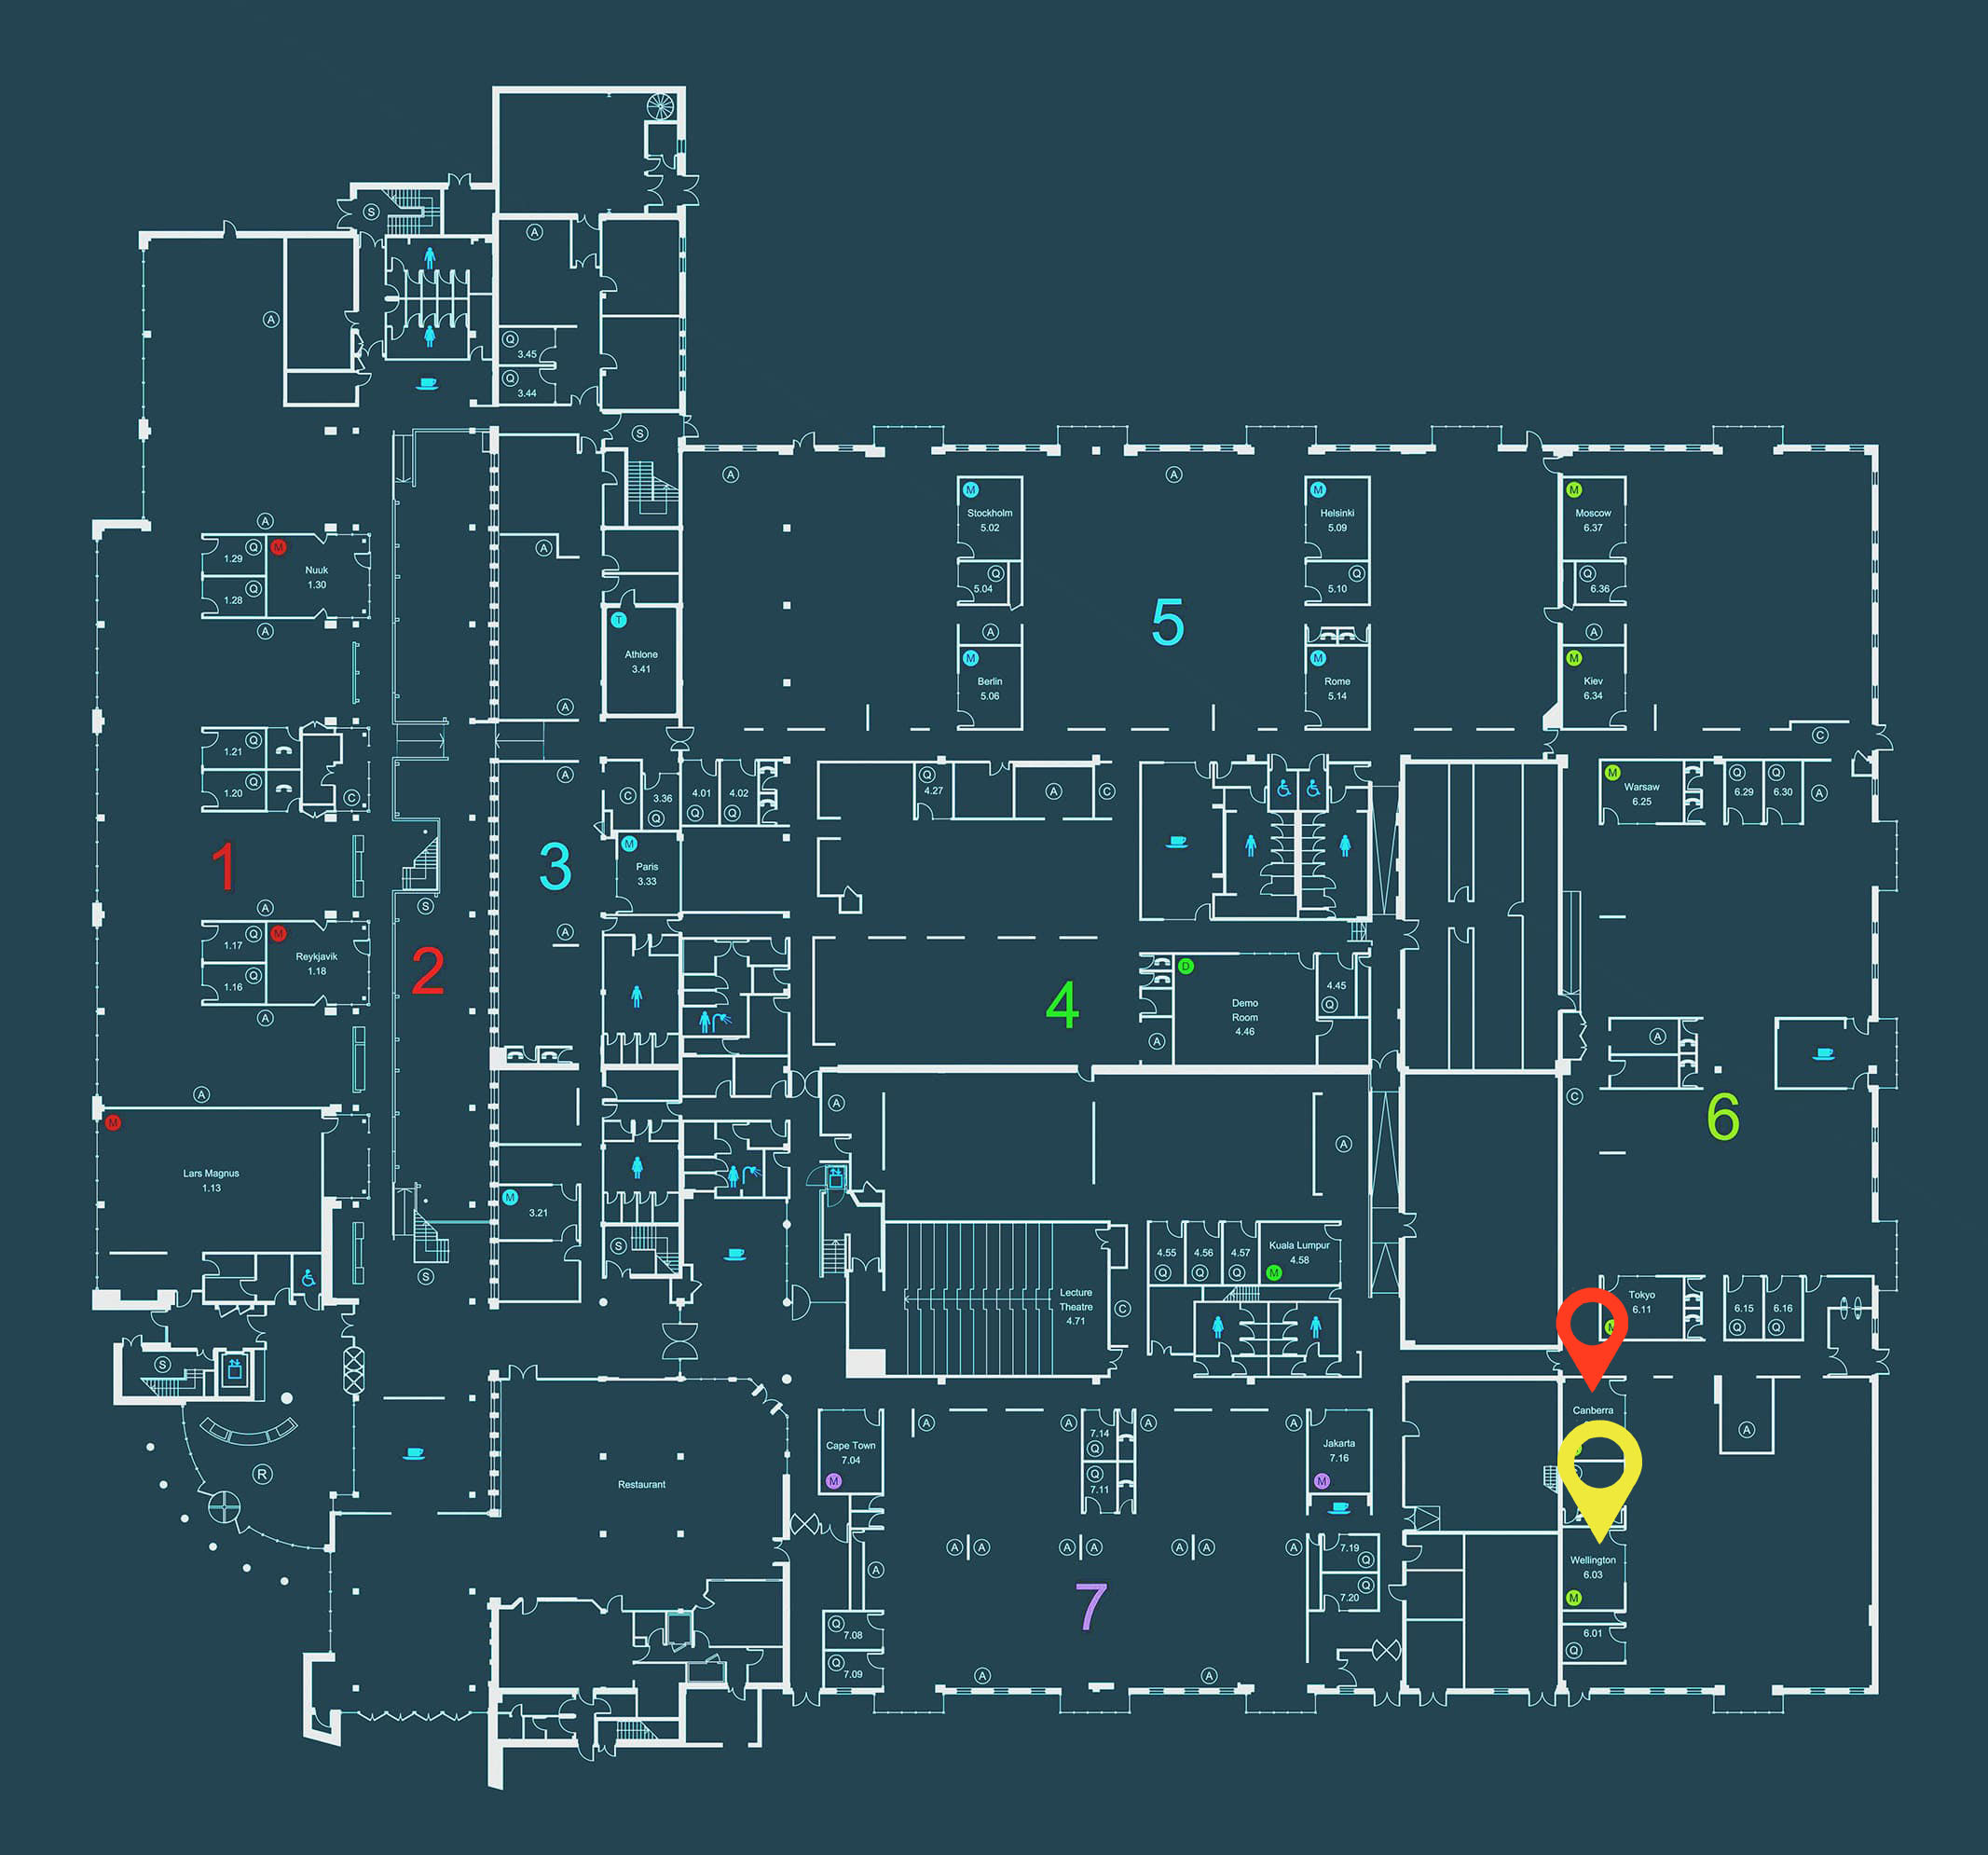 S
A
A
Q
3.45
Q
3.44
S
A
A
M
Stockholm
5.02
M
Helsinki
5.09
M
Moscow
6.37
A
1.29
Q
M
Nuuk
1.30
1.28
Q
A
A
Q
5.04
Q
5.10
Q
6.36
T
Athlone
3.41
5
A
A
M
Berlin
5.06
M
Rome
5.14
M
Kiev
6.34
A
C
1.21
Q
1.20
Q
C
A
C
3.36
Q
4.01
Q
4.02
Q
Q
4.27
A
C
M
Warsaw
6.25
Q
6.29
Q
6.30
A
1
3
M
Paris
3.33
A
S
A
1.17
Q
M
Reykjavik
1.18
1.16
Q
A
2
4
A
D
Demo
Room
4.46
4.45
Q
A
A
C
6
A
M
Lars Magnus
1.13
A
A
M
3.21
S
S
4.55
Q
4.56
Q
4.57
Q
Kuala Lumpur
4.58
M
Lecture
Theatre
4.71
C
Tokyo
6.11
6.15
Q
6.16
Q
S
R
Restaurant
Cape Town
7.04
M
A
A
7.14
Q
Q
7.11
A
A
Jakarta
7.16
M
Canberra
A
A
A
A
A
A
A
A
A
7.19
Q
Q
7.20
Wellington
6.03
M
7
Q
7.08
Q
7.09
A
A
6.01
Q